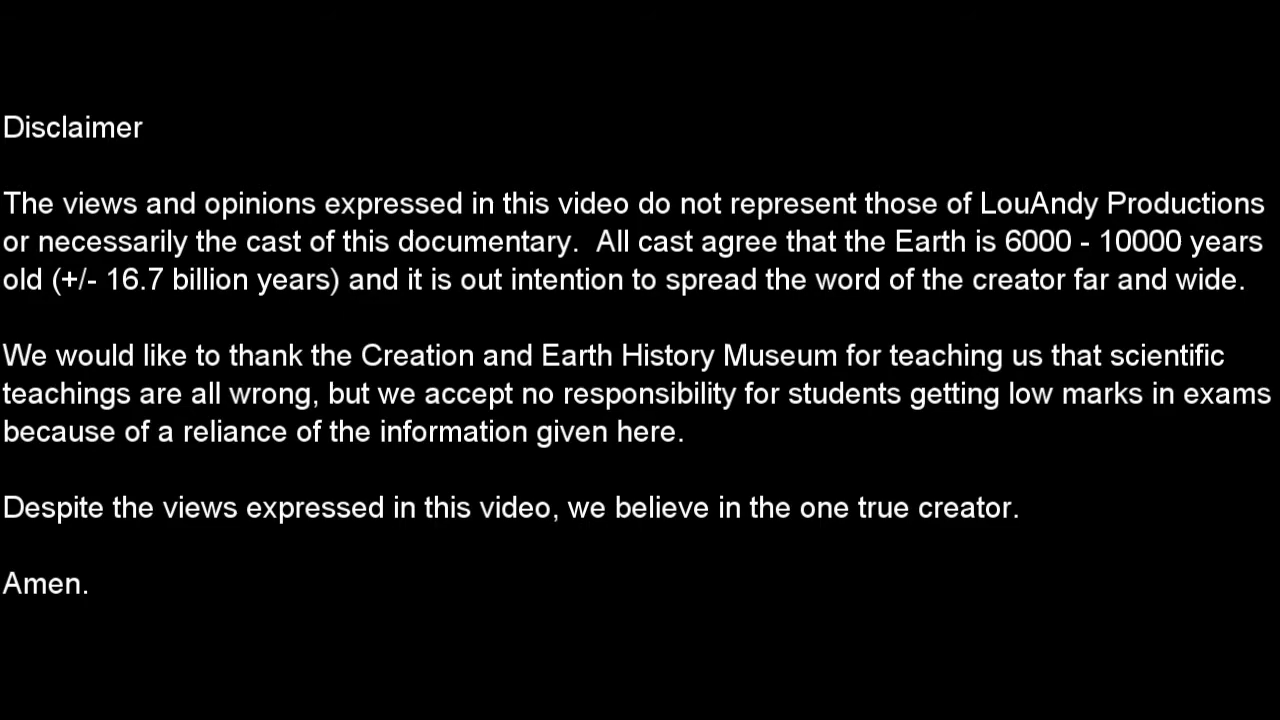 Disclaimer
The views and opinions expressed in this video do not represent those of LouAndy Productions
or necessarily the cast of this documentary.  All cast agree that the Earth is 6000 - 10000 years
old (+/- 16.7 billion years) and it is out intention to spread the word of the creator far and wide.
We would like to thank the Creation and Earth History Museum for teaching us that scientific
teachings are all wrong, but we accept no responsibility for students getting low marks in exams
because of a reliance of the information given here.
Despite the views expressed in this video, we believe in the one true creator.
Amen.